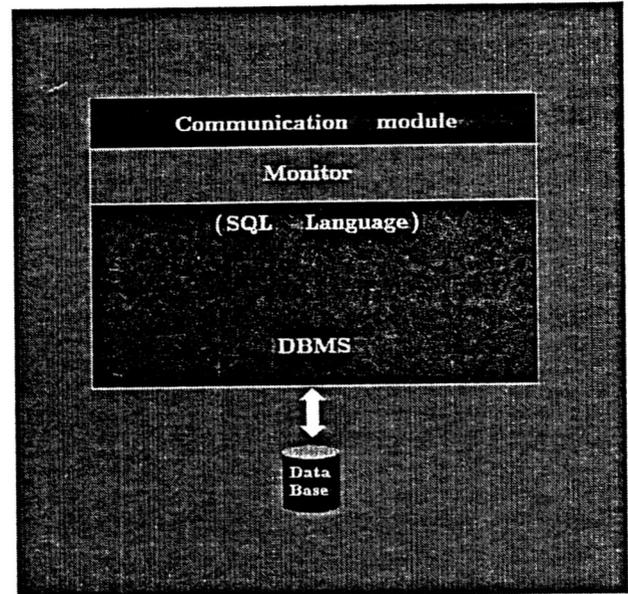 Communication module
Monitor
(SQL Language)
DBMS
Data
Base